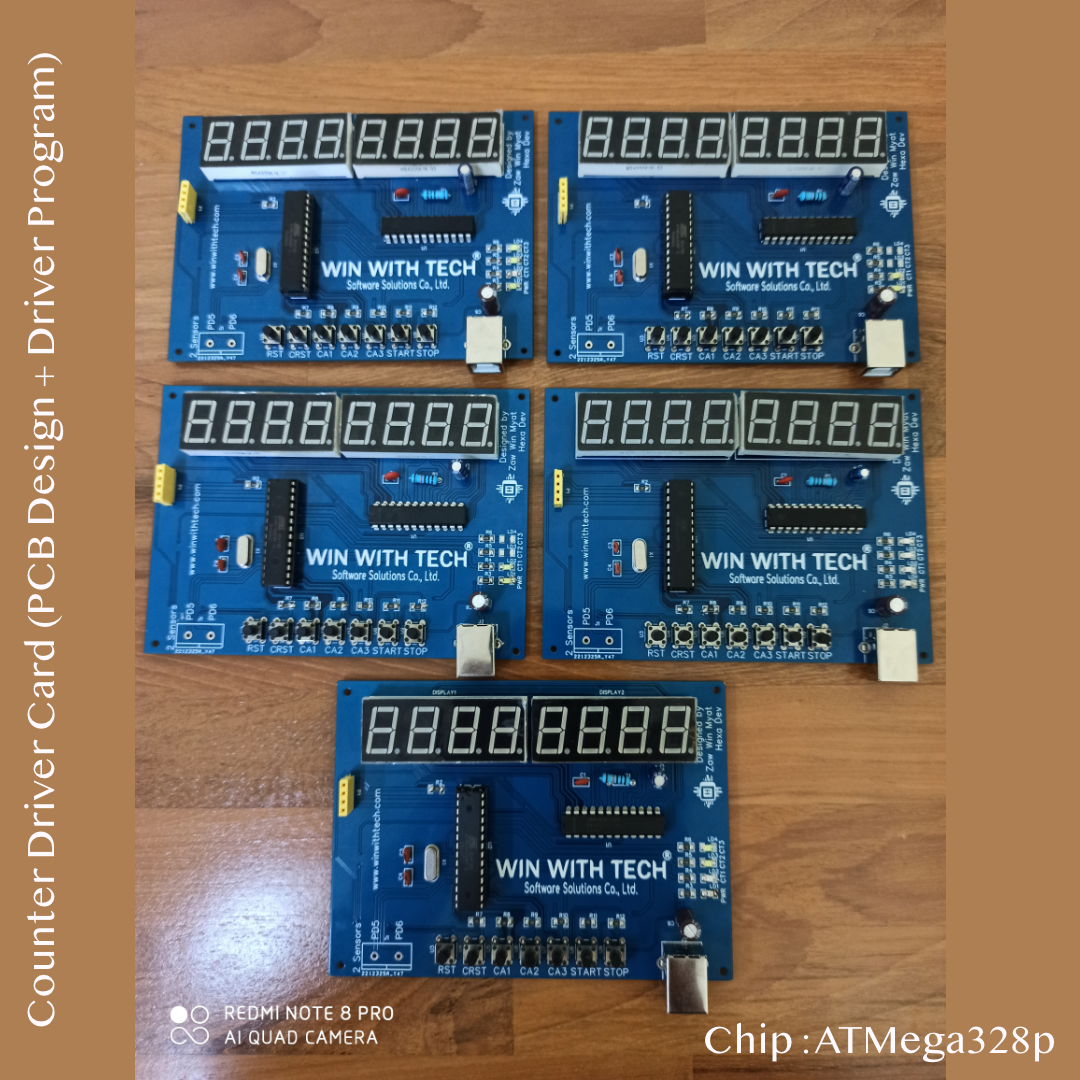 Counter Driver Card (PCB Design + Driver Program)
Designed by
Zaw Win Myat
Hexa Dev
www.winwithtech.com
WIN WITH TECH®
Software Solutions Co., Ltd.
PWR CT1 CT2 CT3
2 Sensors
PD5
PD6
RST CRST CA1 CA2 CA3 START STOP
Zaw Win Myat
Hexa Dev
www.winwithtech.com
WIN WITH TECH®
Software Solutions Co., Ltd.
PWR CT1 CT2 CT3
2 Sensors
PD5
PD6
RST CRST CA1 CA2 CA3 START STOP
Designed by
Zaw Win Myat
Hexa Dev
www.winwithtech.com
WIN WITH TECH®
Software Solutions Co., Ltd.
PWR CT1 CT2 CT3
2 Sensors
PD5
PD6
RST CRST CA1 CA2 CA3 START STOP
Zaw Win Myat
Hexa Dev
www.winwithtech.com
WIN WITH TECH®
Software Solutions Co., Ltd.
PWR CT1 CT2 CT3
2 Sensors
PD5
PD6
RST CRST CA1 CA2 CA3 START STOP
DISPLAY1 DISPLAY2
Designed by
Zaw Win Myat
Hexa Dev
www.winwithtech.com
WIN WITH TECH®
Software Solutions Co., Ltd.
PWR CT1 CT2 CT3
2 Sensors
PD5
PD6
RST CRST CA1 CA2 CA3 START STOP
REDMI NOTE 8 PRO
AI QUAD CAMERA
Chip : ATMega328p